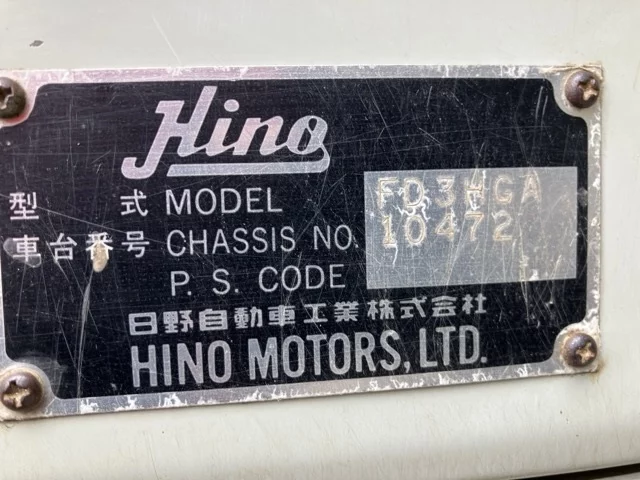 Hino
型 式 MODEL FD3HGA
車台番号 CHASSIS NO. 10472
P. S. CODE
日野自動車工業株式会社
HINO MOTORS, LTD.